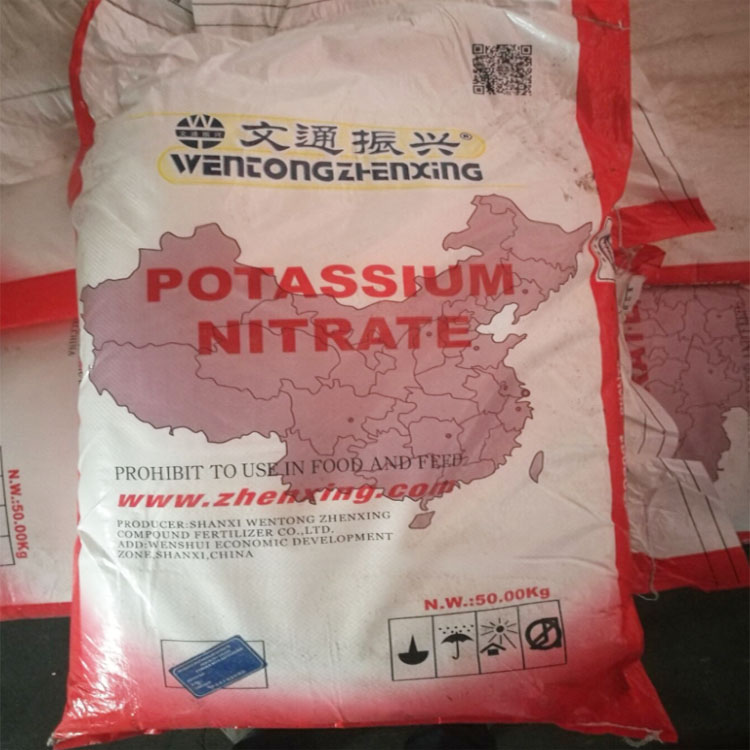 文通振兴®
WENTONGZHENXING
POTASSIUM
NITRATE
PROHIBIT TO USE IN FOOD AND FEED
www.zhenxing.com
PRODUCER:SHANXI WENTONG ZHENXING
COMPOUND FERTILIZER CO.,LTD.
ADD:WENSHUI ECONOMIC DEVELOPMENT
ZONE,SHANXI,CHINA
N.W.:50.00Kg
N.W.:50.00Kg